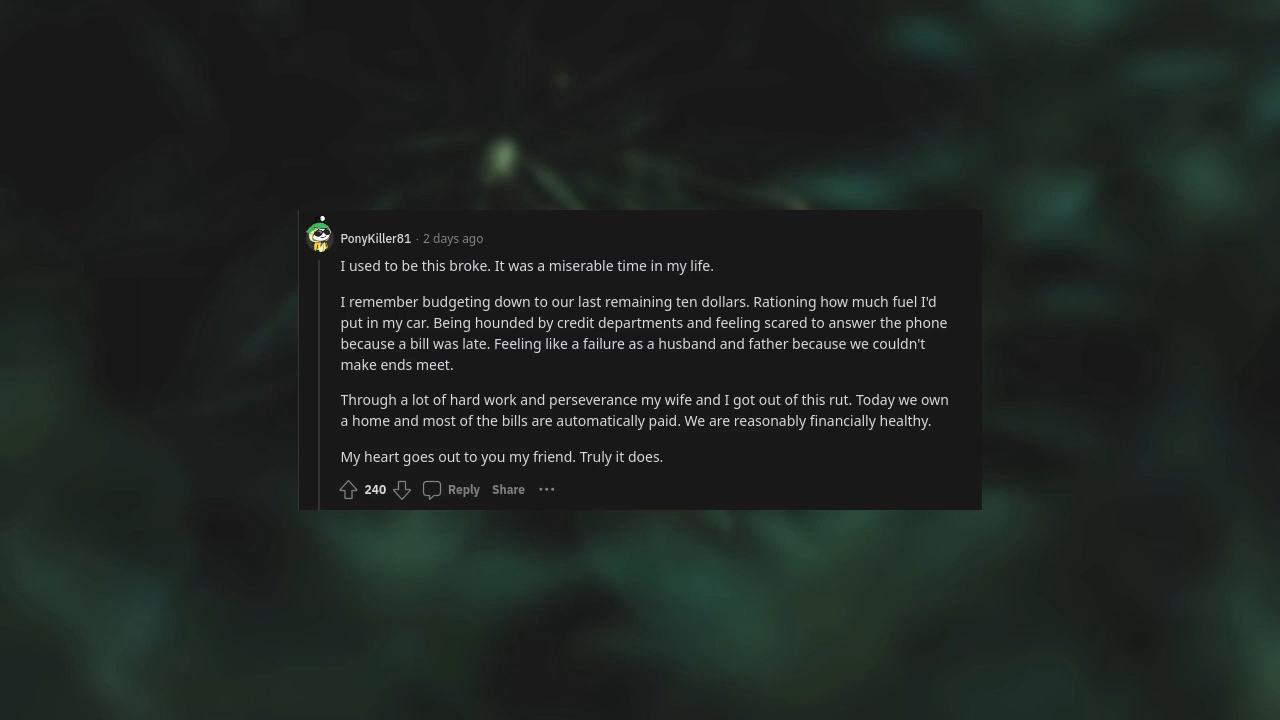 PonyKiller81 · 2 days ago
I used to be this broke. It was a miserable time in my life.
I remember budgeting down to our last remaining ten dollars. Rationing how much fuel I'd
put in my car. Being hounded by credit departments and feeling scared to answer the phone
because a bill was late. Feeling like a failure as a husband and father because we couldn't
make ends meet.
Through a lot of hard work and perseverance my wife and I got out of this rut. Today we own
a home and most of the bills are automatically paid. We are reasonably financially healthy.
My heart goes out to you my friend. Truly it does.
240 Reply Share ···